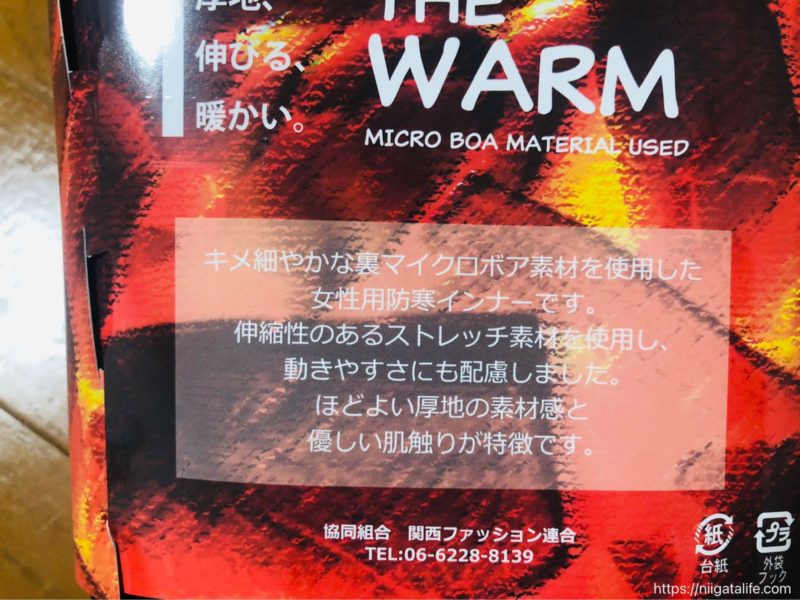 厚地、
伸びる、
暖かい。
THE
WARM
MICRO BOA MATERIAL USED
キメ細やかな裏マイクロボア素材を使用した
女性用防寒インナーです。
伸縮性のあるストレッチ素材を使用し、
動きやすさにも配慮しました。
ほどよい厚地の素材感と
優しい肌触りが特徴です。
協同組合 関西ファッション連合
TEL:06-6228-8139
紙
台紙
プラ
外袋
フック
https://niigatalife.com